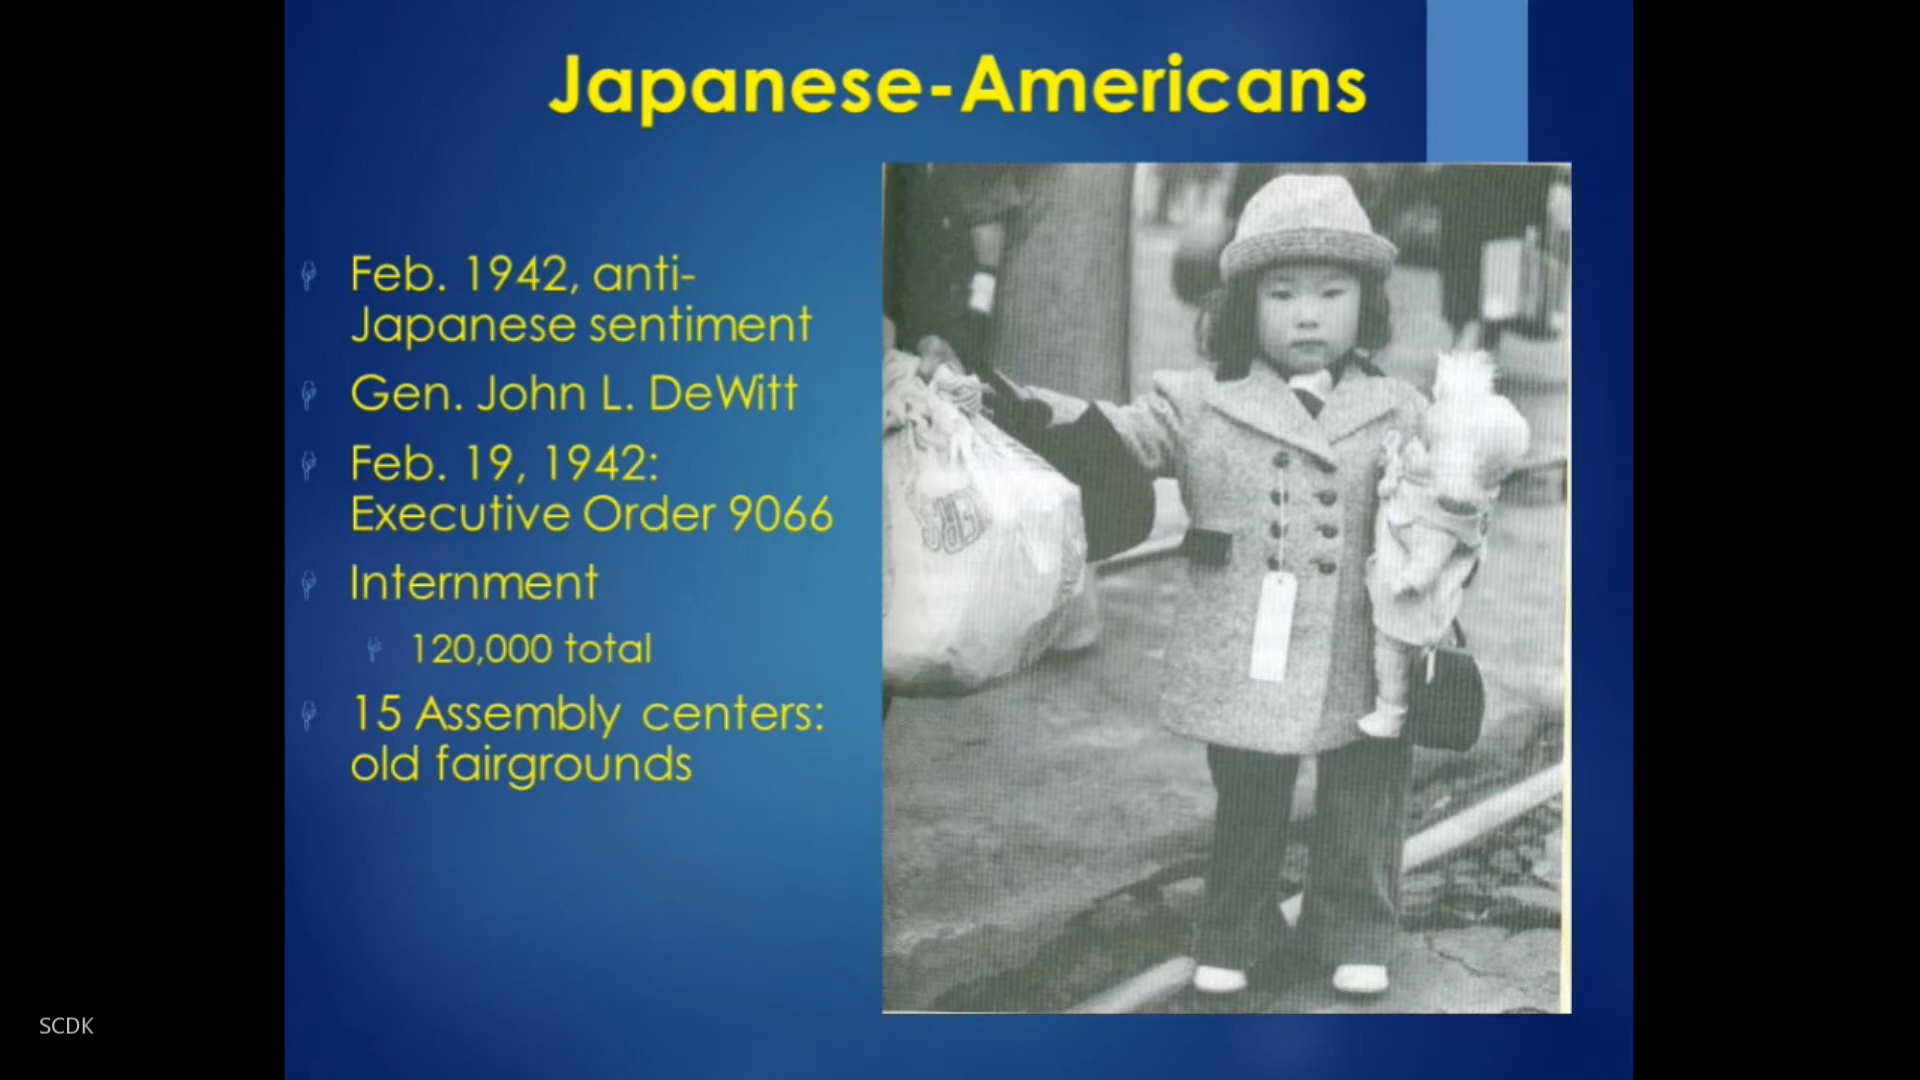 Japanese-Americans
Feb. 1942, anti-
Japanese sentiment
Gen. John L. DeWitt
Feb. 19, 1942:
Executive Order 9066
Internment
120,000 total
15 Assembly centers:
old fairgrounds
SCDK